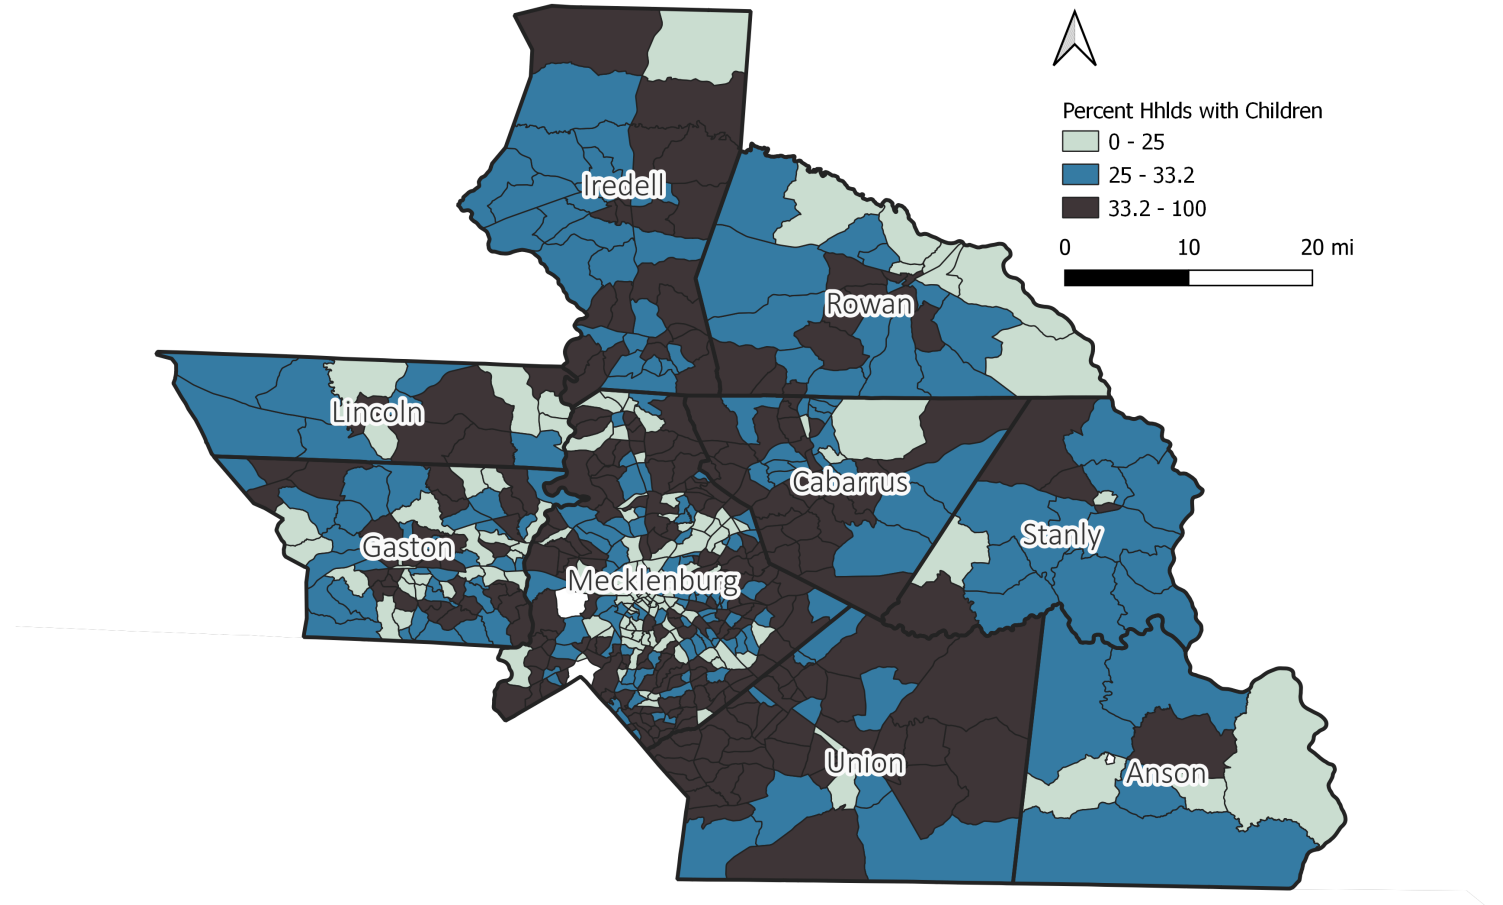 Percent Hhlds with Children
0 - 25
25 - 33.2
33.2 - 100
0 10 20 mi
Iredell
Rowan
Lincoln
Cabarrus
Stanly
Gaston
Mecklenburg
Union
Anson